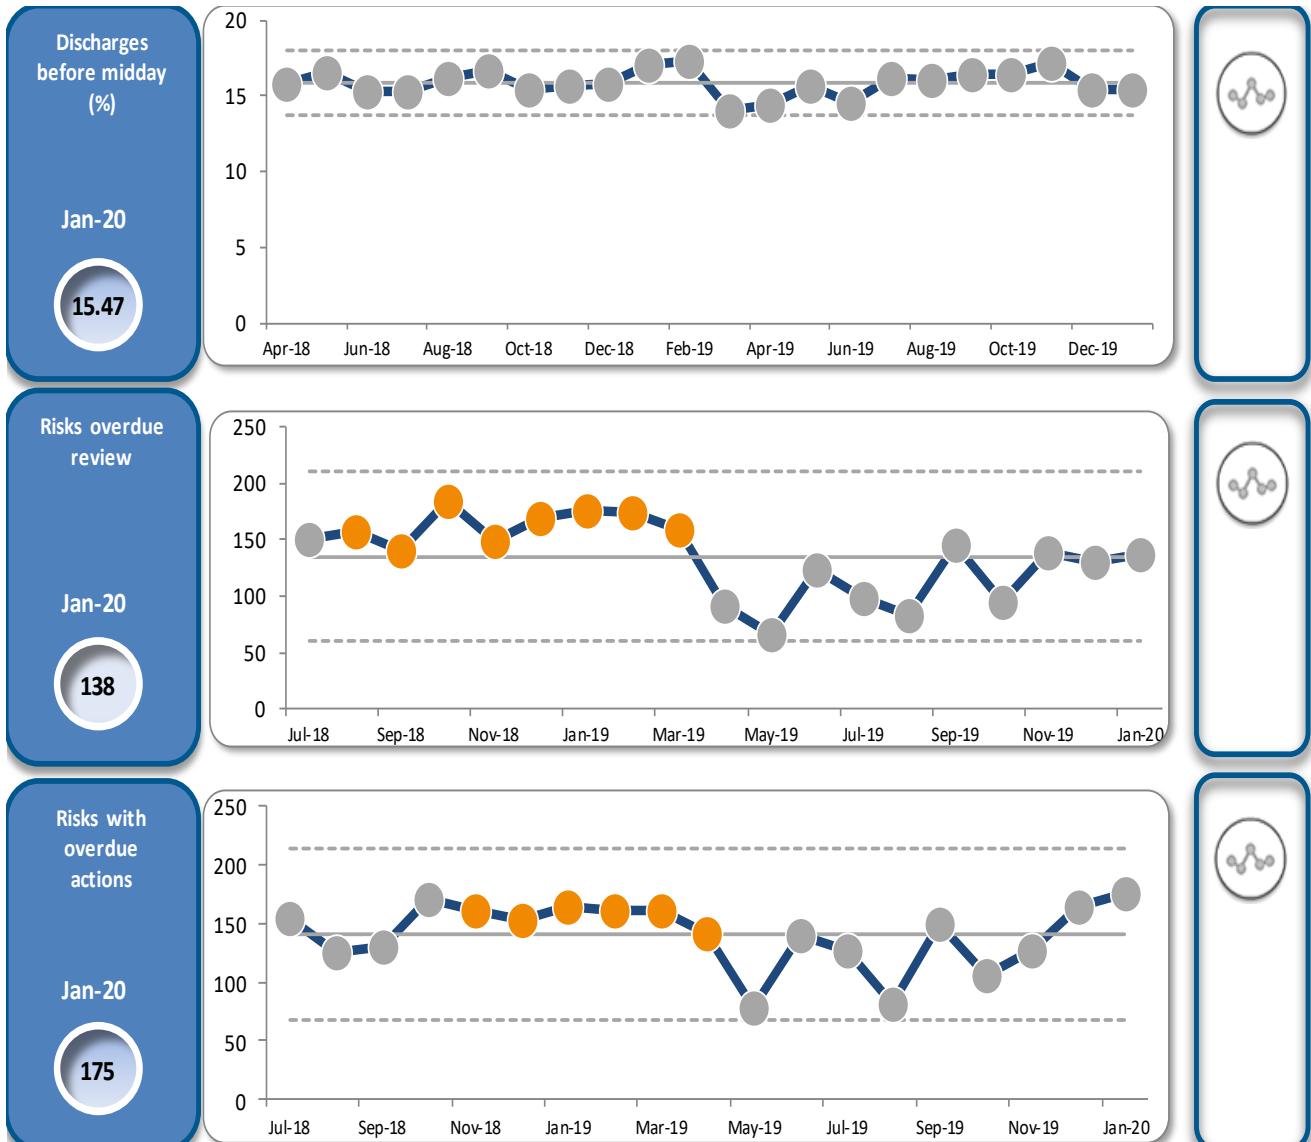 Discharges
before midday
(%)
Jan-20
15.47
20
15
10
5
0
Apr-18 Jun-18 Aug-18 Oct-18 Dec-18 Feb-19 Apr-19 Jun-19 Aug-19 Oct-19 Dec-19
Risks overdue
review
Jan-20
138
250
200
150
100
50
0
Jul-18 Sep-18 Nov-18 Jan-19 Mar-19 May-19 Jul-19 Sep-19 Nov-19 Jan-20
Risks with
overdue
actions
Jan-20
175
250
200
150
100
50
0
Jul-18 Sep-18 Nov-18 Jan-19 Mar-19 May-19 Jul-19 Sep-19 Nov-19 Jan-20